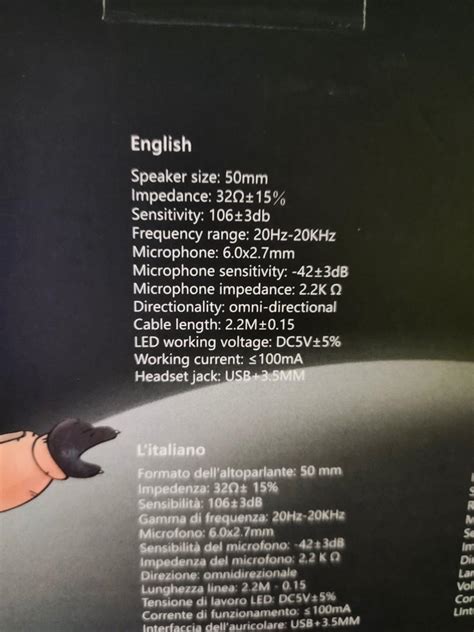 English
Speaker size: 50mm
Impedance: 32Ω±15%
Sensitivity: 106±3db
Frequency range: 20Hz-20KHz
Microphone: 6.0x2.7mm
Microphone sensitivity: -42±3dB
Microphone impedance: 2.2K Ω
Directionality: omni-directional
Cable length: 2.2M±0.15
LED working voltage: DC5V±5%
Working current: ≤100mA
Headset jack: USB+3.5MM
L'italiano
Formato dell'altoparlante: 50 mm
Impedenza: 32Ω± 15%
Sensibilità: 106±3dB
Gamma di frequenza: 20Hz-20KHz
Microfono: 6.0x2.7mm
Sensibilità del microfono: -42±3dB
Impedenza del microfono: 2.2 K Ω
Direzione: omnidirezionale
Lunghezza linea: 2.2M - 0.15
Tensione di lavoro LED: DC5V±5%
Corrente di funzionamento: ≤100mA
Interfaccia dell'auricolare: USB+3.5MM